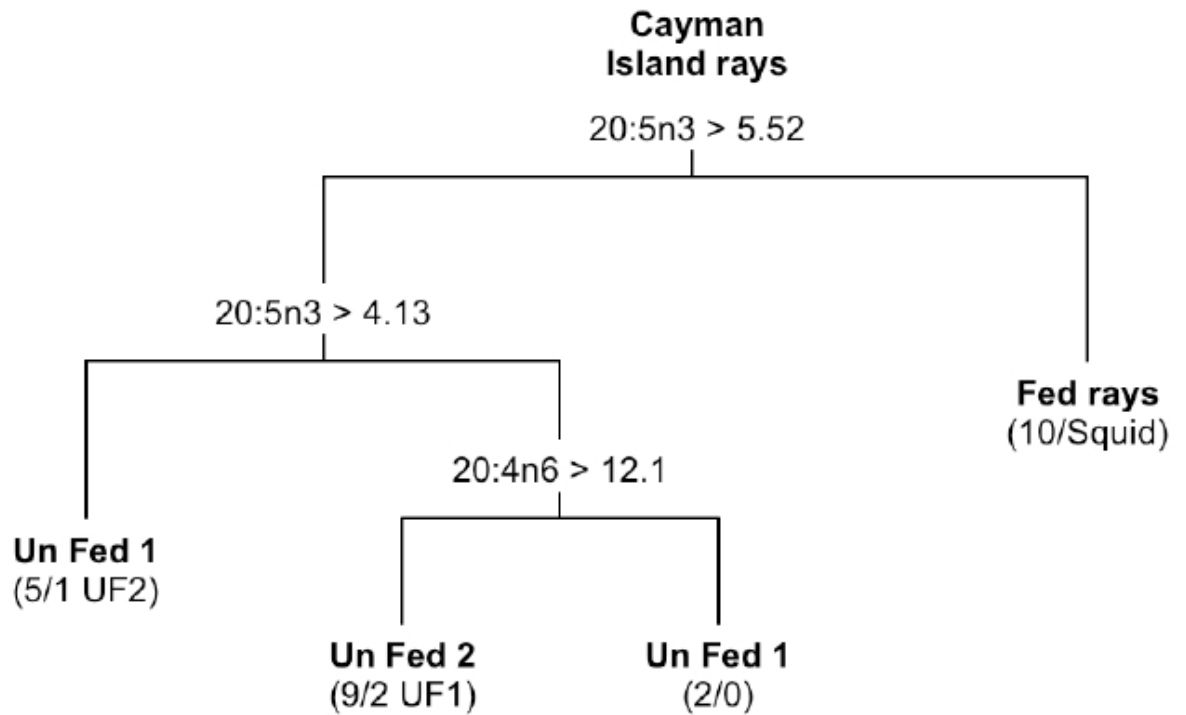 Cayman
Island rays
20:5n3 > 5.52
20:5n3 > 4.13
Fed rays
(10/Squid)
20:4n6 > 12.1
Un Fed 1
(5/1 UF2)
Un Fed 2
(9/2 UF1)
Un Fed 1
(2/0)